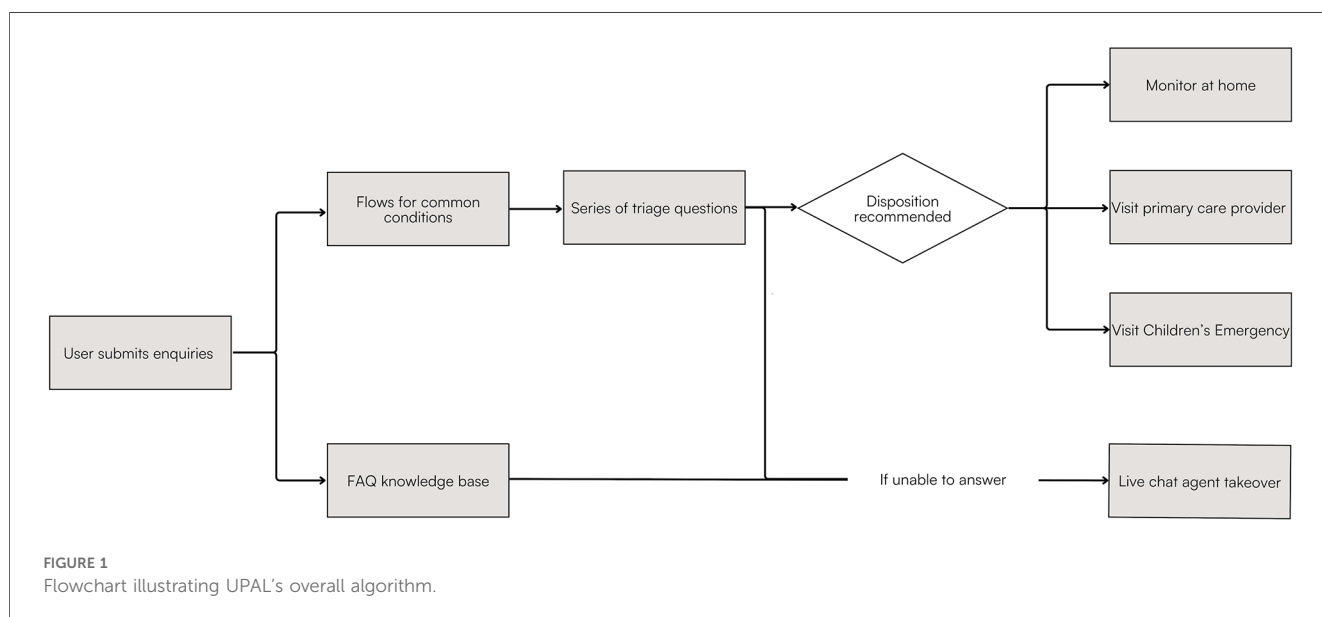 Monitor at home
Flows for common
conditions
Series of triage questions
Disposition
recommended
Visit primary care provider
Visit Children's Emergency
User submits enquiries
FAQ knowledge base
If unable to answer
Live chat agent takeover
FIGURE 1
Flowchart illustrating UPAL's overall algorithm.